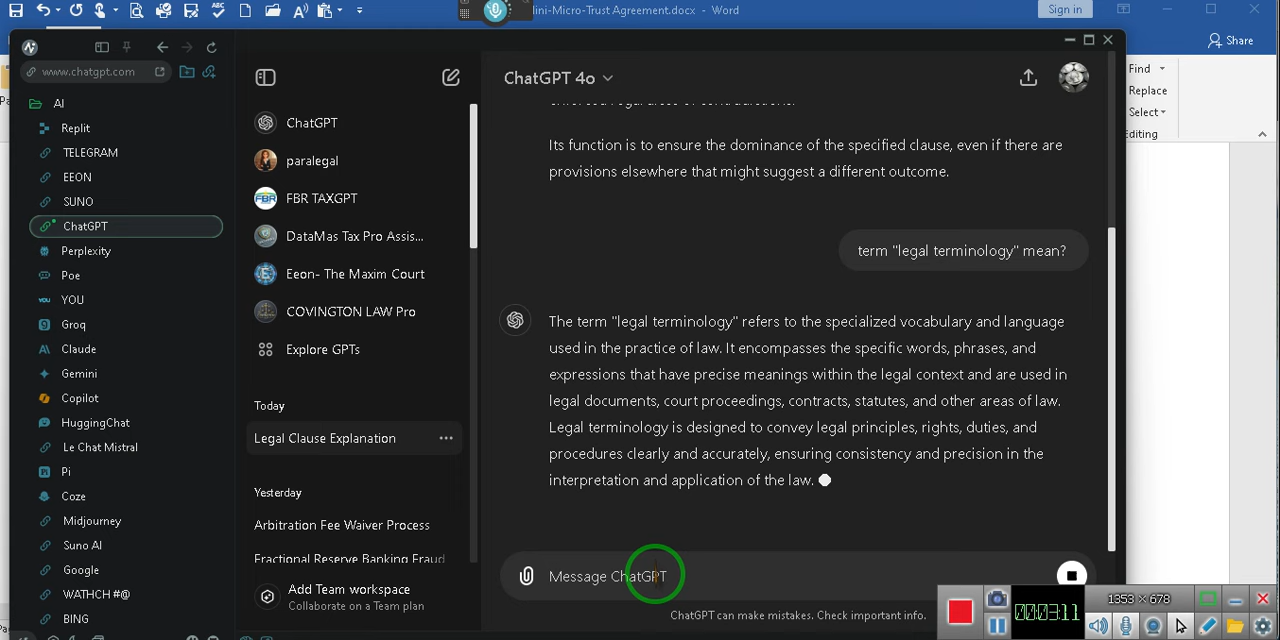 ini-Micro-Trust Agreement.docx - Word
Sign in
Share
Find
Replace
Select
Editing
www.chatgpt.com
AI
Replit
TELEGRAM
EEON
SUNO
ChatGPT
Perplexity
Poe
YOU
Groq
Claude
Gemini
Copilot
HuggingChat
Le Chat Mistral
Pi
Coze
Midjourney
Suno AI
Google
WATHCH #@
BING
ChatGPT
paralegal
FBR TAXGPT
DataMas Tax Pro Assis...
Eeon- The Maxim Court
COVINGTON LAW Pro
Explore GPTs
Today
Legal Clause Explanation
Yesterday
Arbitration Fee Waiver Process
Fractional Reserve Banking Fraud
Add Team workspace
Collaborate on a Team plan
ChatGPT 4o
Its function is to ensure the dominance of the specified clause, even if there are
provisions elsewhere that might suggest a different outcome.
term "legal terminology" mean?
The term "legal terminology" refers to the specialized vocabulary and language
used in the practice of law. It encompasses the specific words, phrases, and
expressions that have precise meanings within the legal context and are used in
legal documents, court proceedings, contracts, statutes, and other areas of law.
Legal terminology is designed to convey legal principles, rights, duties, and
procedures clearly and accurately, ensuring consistency and precision in the
interpretation and application of the law.
Message ChatGPT
ChatGPT can make mistakes. Check important info.
00:03:11
1353 × 678